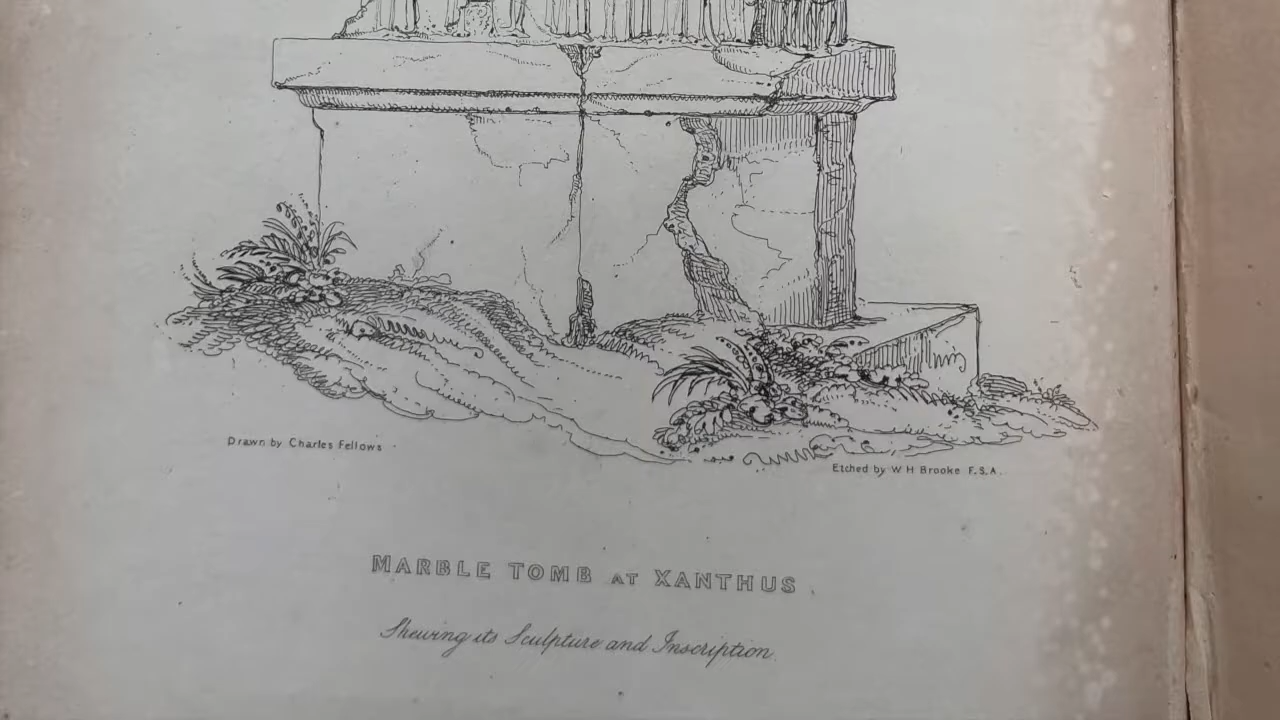 Drawn by Charles Fellows
Etched by W H Brooke F.S.A.
MARBLE TOMB AT XANTHUS.
Shewing its Sculpture and Inscription.